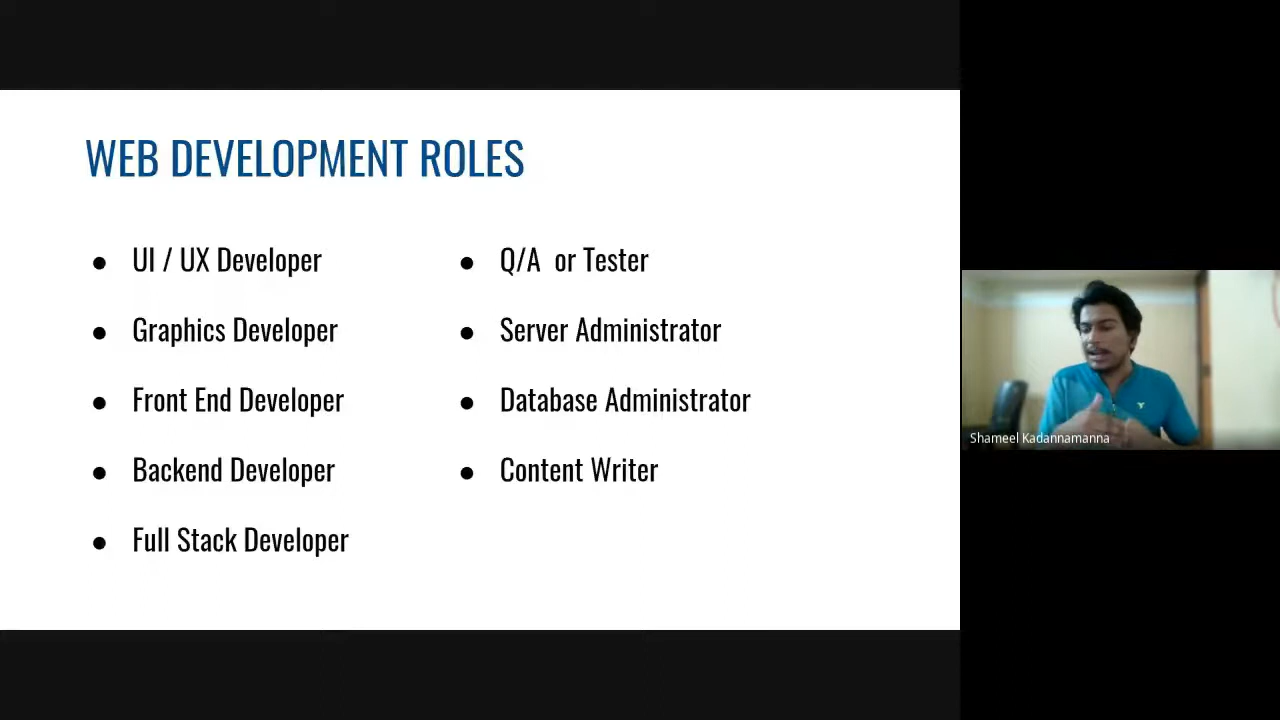 WEB DEVELOPMENT ROLES
● UI / UX Developer
● Graphics Developer
● Front End Developer
● Backend Developer
● Full Stack Developer
● Q/A or Tester
● Server Administrator
● Database Administrator
● Content Writer
Shameel Kadannamanna